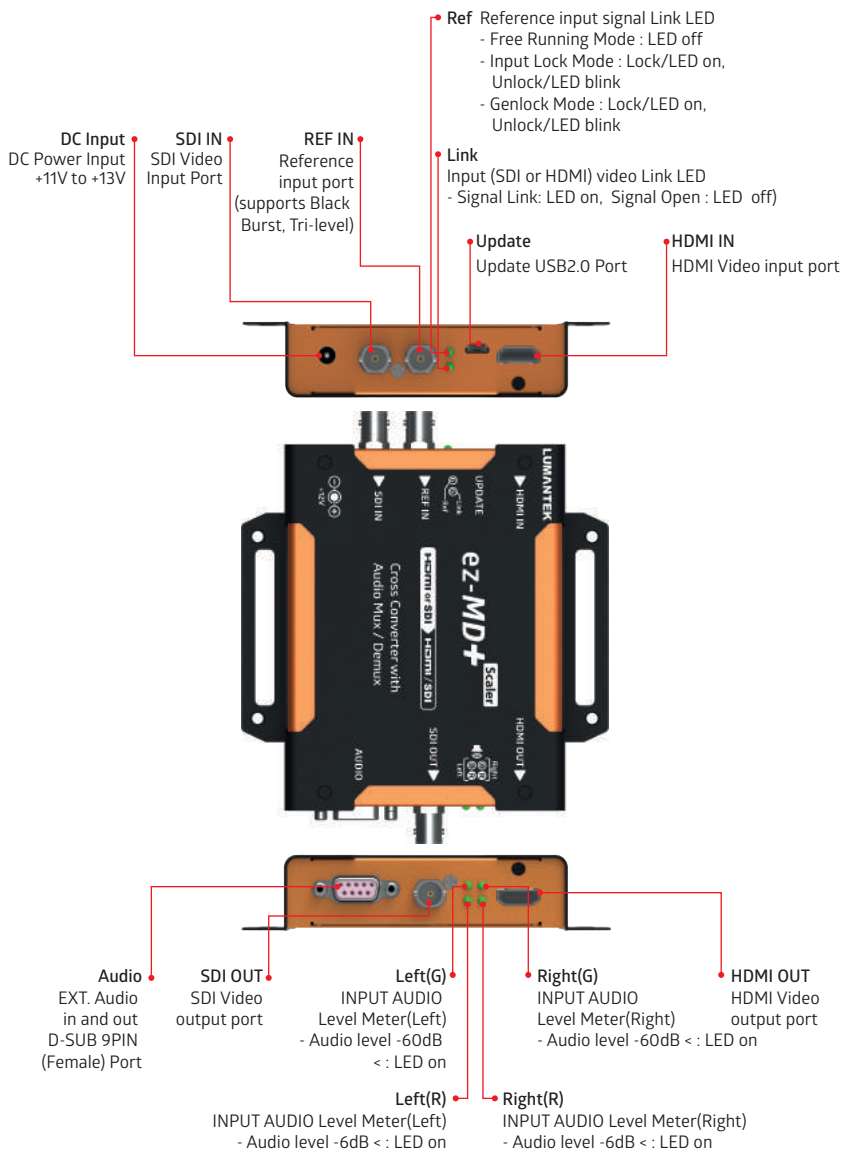 Ref Reference input signal Link LED
- Free Running Mode : LED off
- Input Lock Mode : Lock/LED on,
Unlock/LED blink
- Genlock Mode : Lock/LED on,
Unlock/LED blink
DC Input
DC Power Input
+11V to +13V
SDI IN
SDI Video
Input Port
REF IN
Reference
input port
(supports Black
Burst, Tri-level)
Link
Input (SDI or HDMI) video Link LED
- Signal Link: LED on, Signal Open : LED off)
Update
Update USB2.0 Port
HDMI IN
HDMI Video input port
LUMANTEK
HDMI IN
UPDATE
Link
Ref
REF IN
SDI IN
+12V
ez-MD+
Scaler
HDMI or SDI HDMI / SDI
Cross Converter with
Audio Mux / Demux
HDMI OUT
Right
Left
SDI OUT
AUDIO
Audio
EXT. Audio
in and out
D-SUB 9PIN
(Female) Port
SDI OUT
SDI Video
output port
Left(G)
INPUT AUDIO
Level Meter(Left)
- Audio level -60dB
< : LED on
Right(G)
INPUT AUDIO
Level Meter(Right)
- Audio level -60dB < : LED on
HDMI OUT
HDMI Video
output port
Left(R)
INPUT AUDIO Level Meter(Left)
- Audio level -6dB < : LED on
Right(R)
INPUT AUDIO Level Meter(Right)
- Audio level -6dB < : LED on